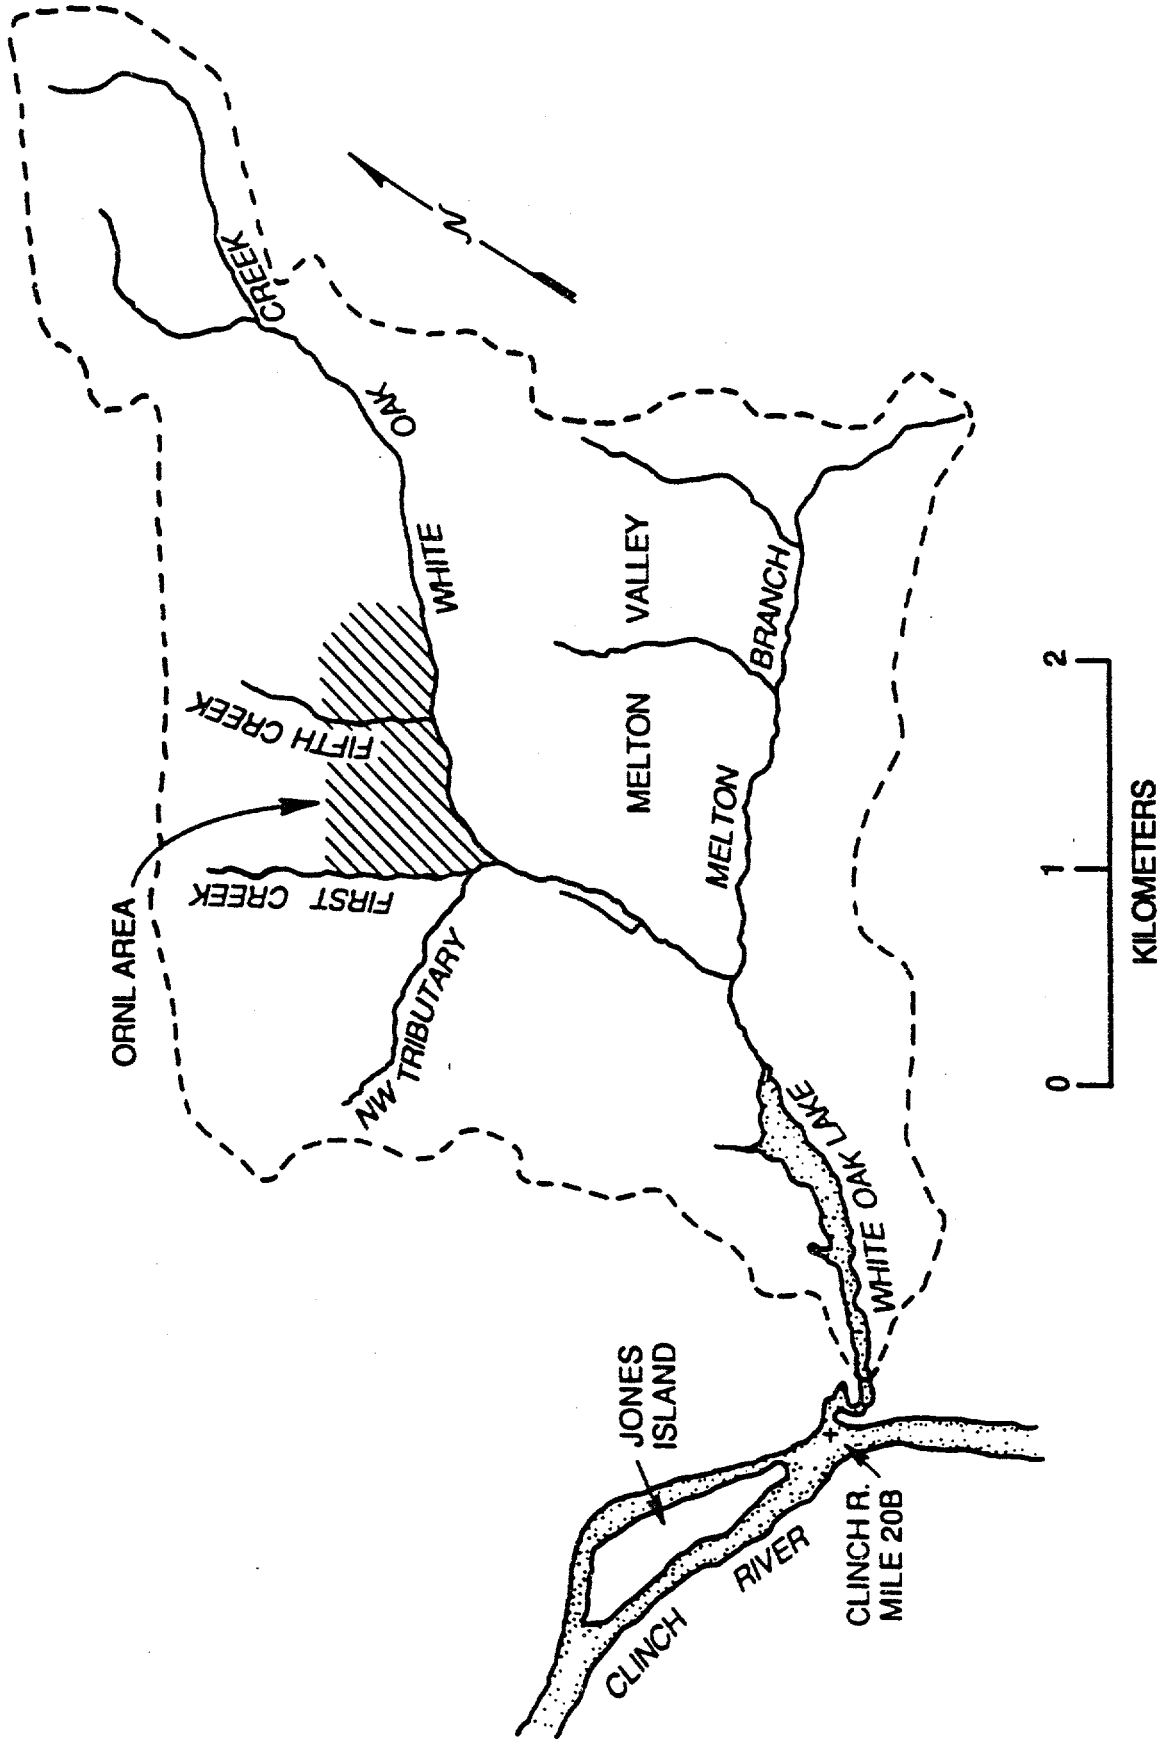 ORNL AREA
FIRST CREEK
FIFTH CREEK
NW TRIBUTARY
WHITE
OAK
CREEK
N
MELTON
VALLEY
MELTON
BRANCH
WHITE OAK LAKE
JONES
ISLAND
CLINCH
RIVER
CLINCH R.
MILE 20B
0
1
2
KILOMETERS